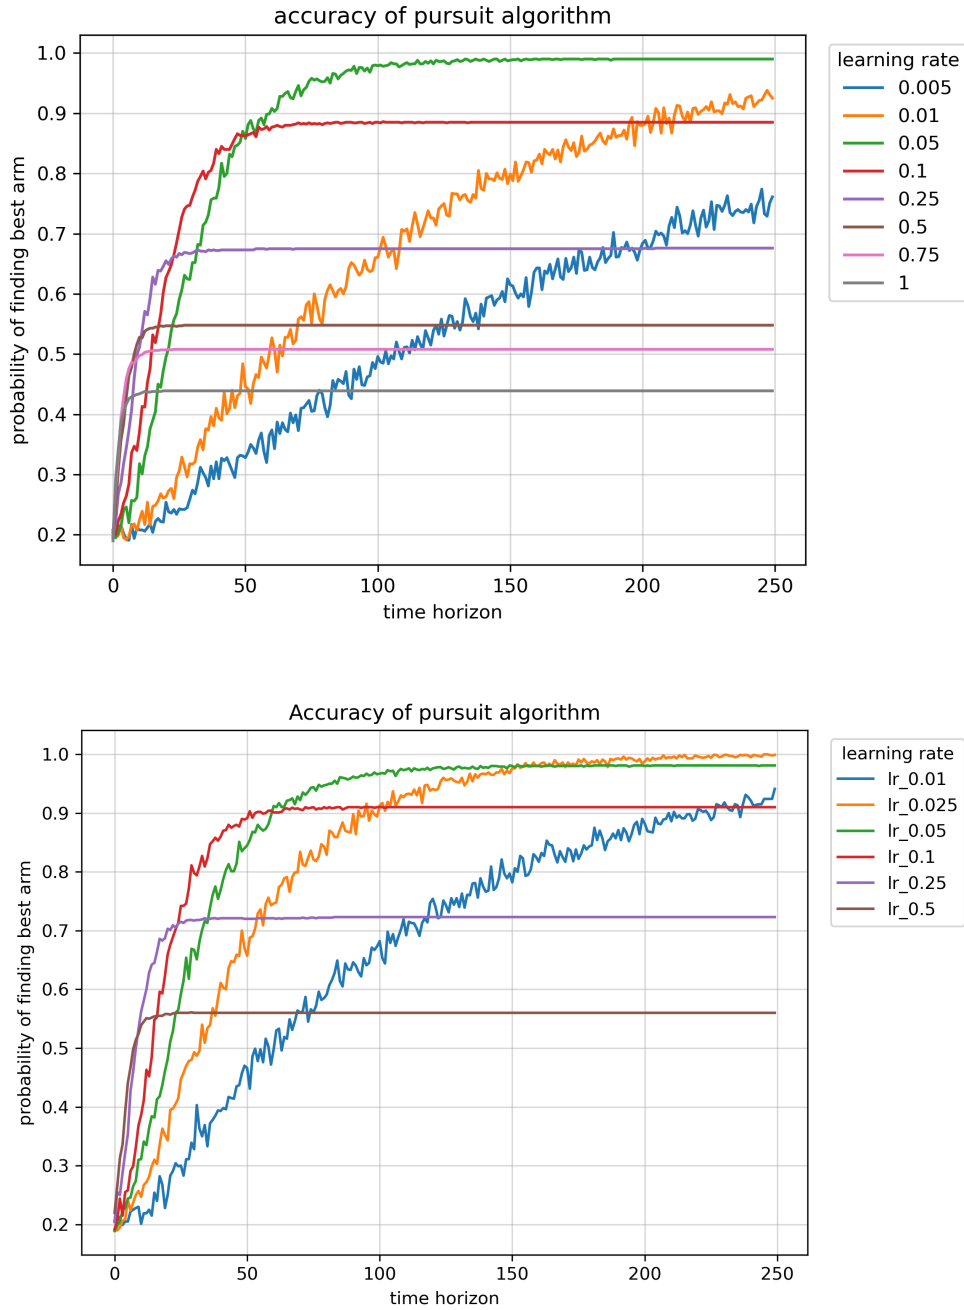 accuracy of pursuit algorithm
1.0
0.9
0.8
0.7
0.6
0.5
0.4
0.3
0.2
probability of finding best arm
0 50 100 150 200 250
time horizon
learning rate
0.005
0.01
0.05
0.1
0.25
0.5
0.75
1
Accuracy of pursuit algorithm
1.0
0.9
0.8
0.7
0.6
0.5
0.4
0.3
0.2
probability of finding best arm
0 50 100 150 200 250
time horizon
learning rate
lr_0.01
lr_0.025
lr_0.05
lr_0.1
lr_0.25
lr_0.5